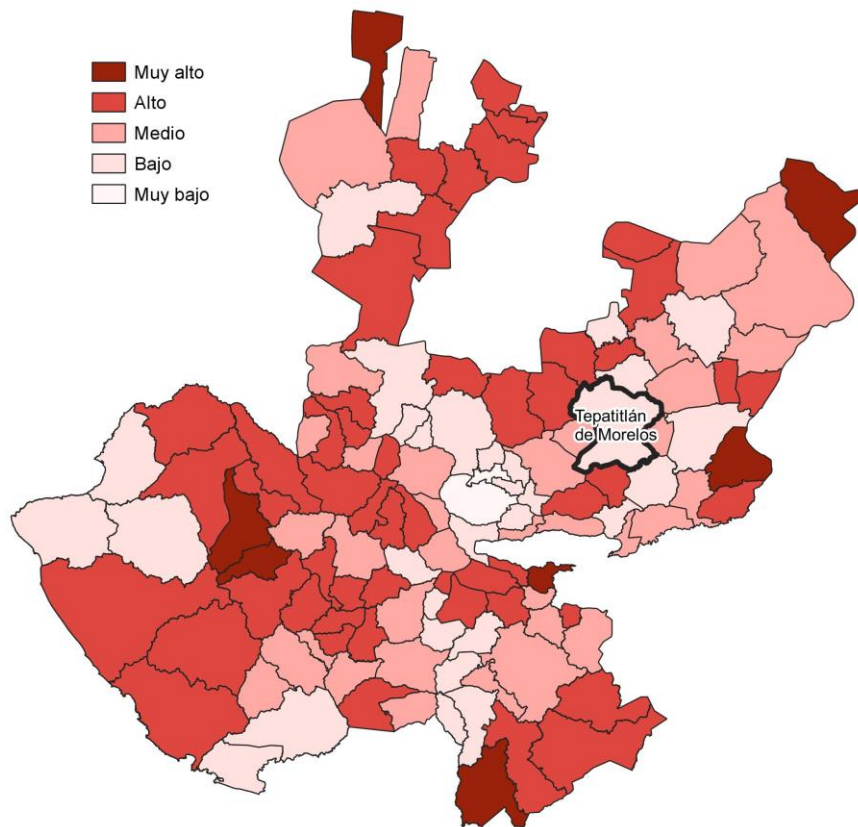 Muy alto
Alto
Medio
Bajo
Muy bajo
Tepatitlán
de Morelos